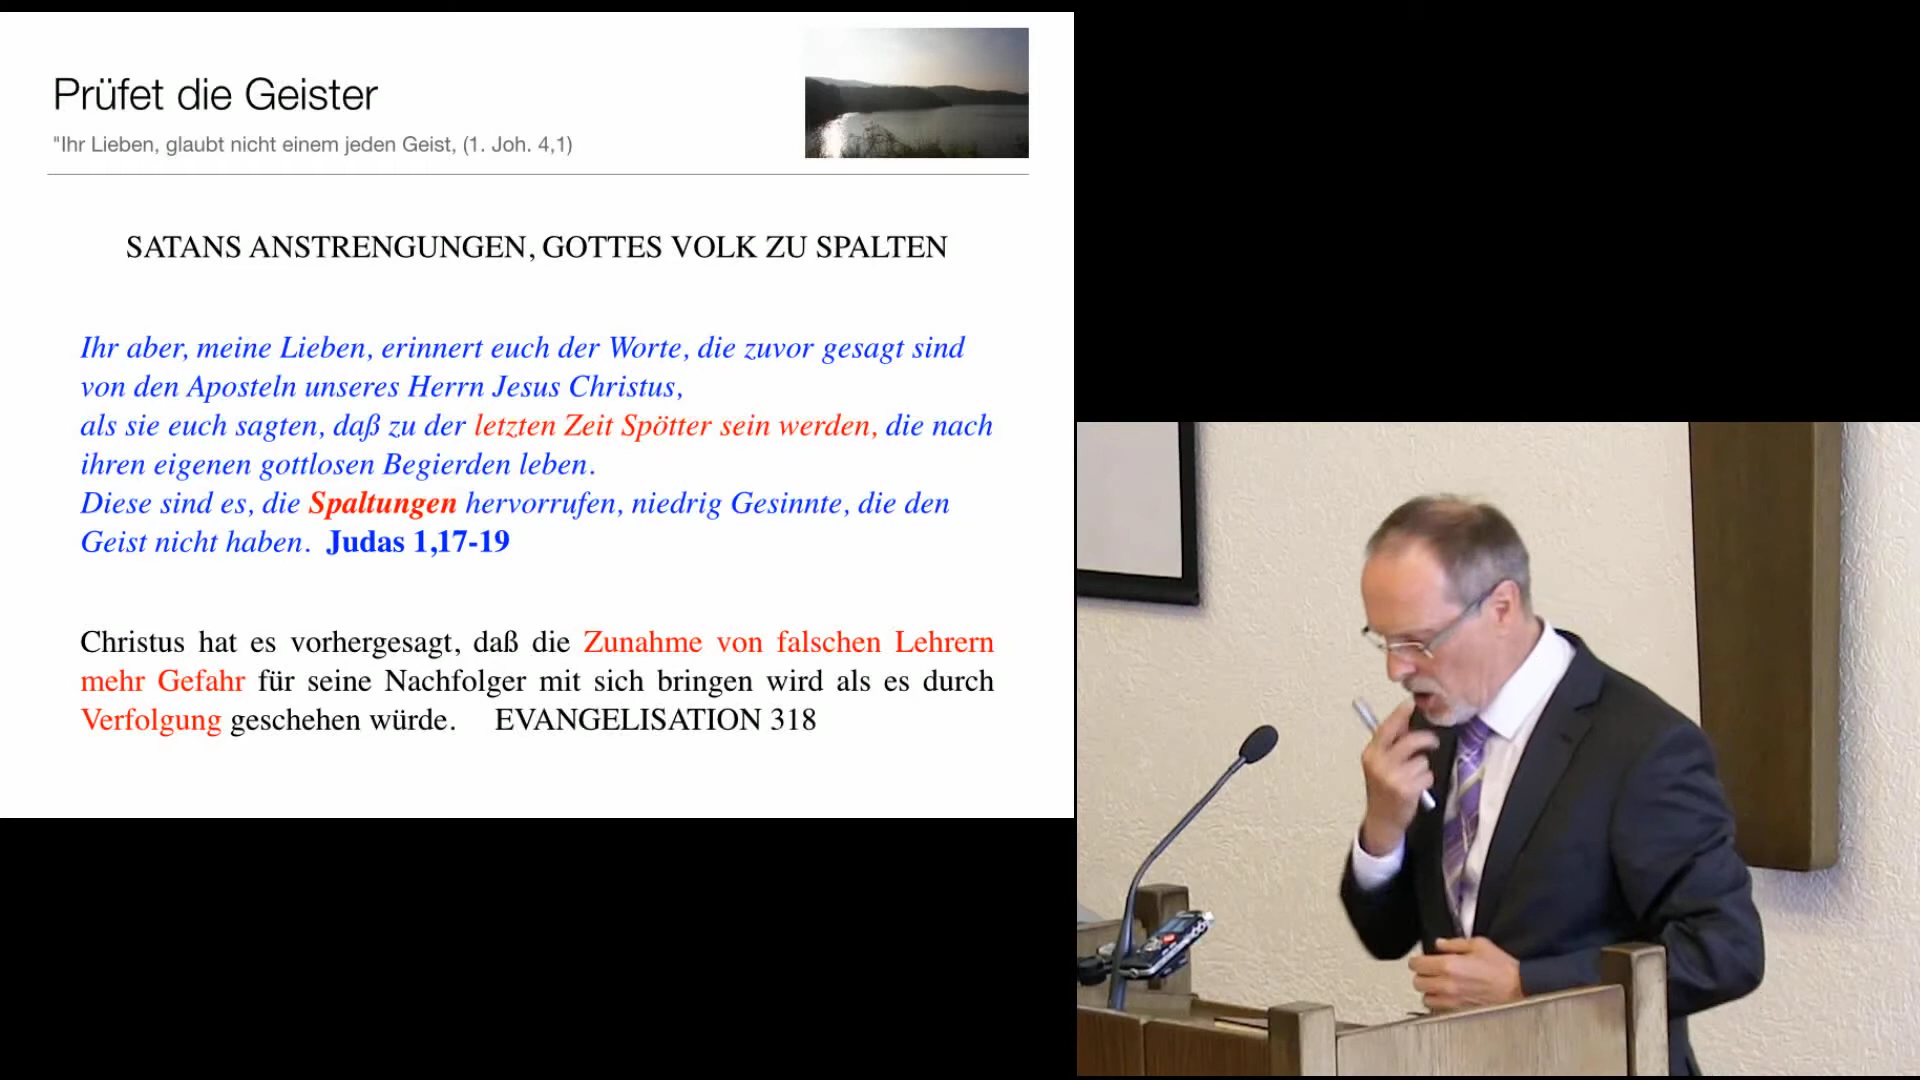 Prüfet die Geister
"Ihr Lieben, glaubt nicht einem jeden Geist, (1. Joh. 4,1)
SATANS ANSTRENGUNGEN, GOTTES VOLK ZU SPALTEN
Ihr aber, meine Lieben, erinnert euch der Worte, die zuvor gesagt sind
von den Aposteln unseres Herrn Jesus Christus,
als sie euch sagten, daß zu der letzten Zeit Spötter sein werden, die nach
ihren eigenen gottlosen Begierden leben.
Diese sind es, die Spaltungen hervorrufen, niedrig Gesinnte, die den
Geist nicht haben. Judas 1,17-19
Christus hat es vorhergesagt, daß die Zunahme von falschen Lehrern
mehr Gefahr für seine Nachfolger mit sich bringen wird als es durch
Verfolgung geschehen würde. EVANGELISATION 318